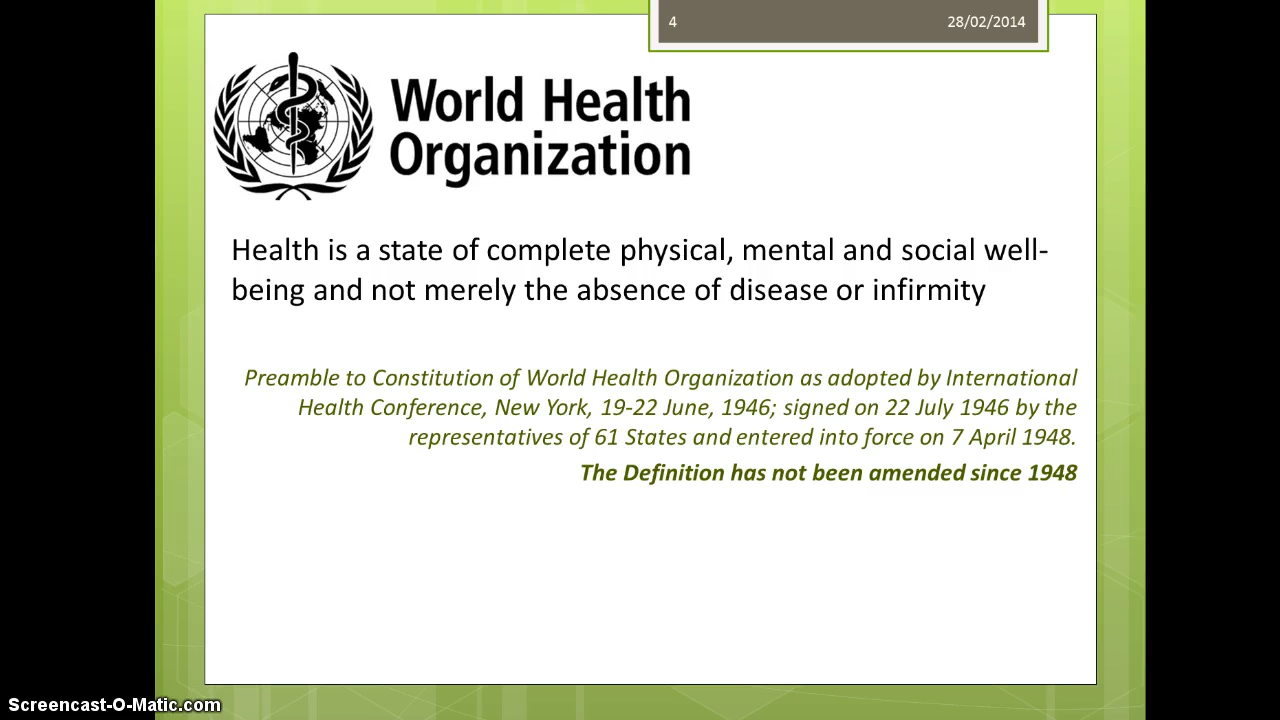 4 28/02/2014
World Health
Organization
Health is a state of complete physical, mental and social well-
being and not merely the absence of disease or infirmity
Preamble to Constitution of World Health Organization as adopted by International
Health Conference, New York, 19-22 June, 1946; signed on 22 July 1946 by the
representatives of 61 States and entered into force on 7 April 1948.
The Definition has not been amended since 1948
Screencast-O-Matic.com